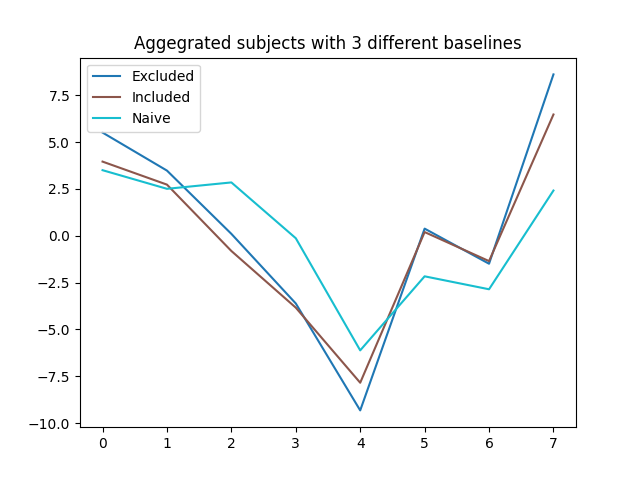 Aggegrated subjects with 3 different baselines
Excluded
Included
Naive
7.5
5.0
2.5
0.0
−2.5
−5.0
−7.5
−10.0
0 1 2 3 4 5 6 7